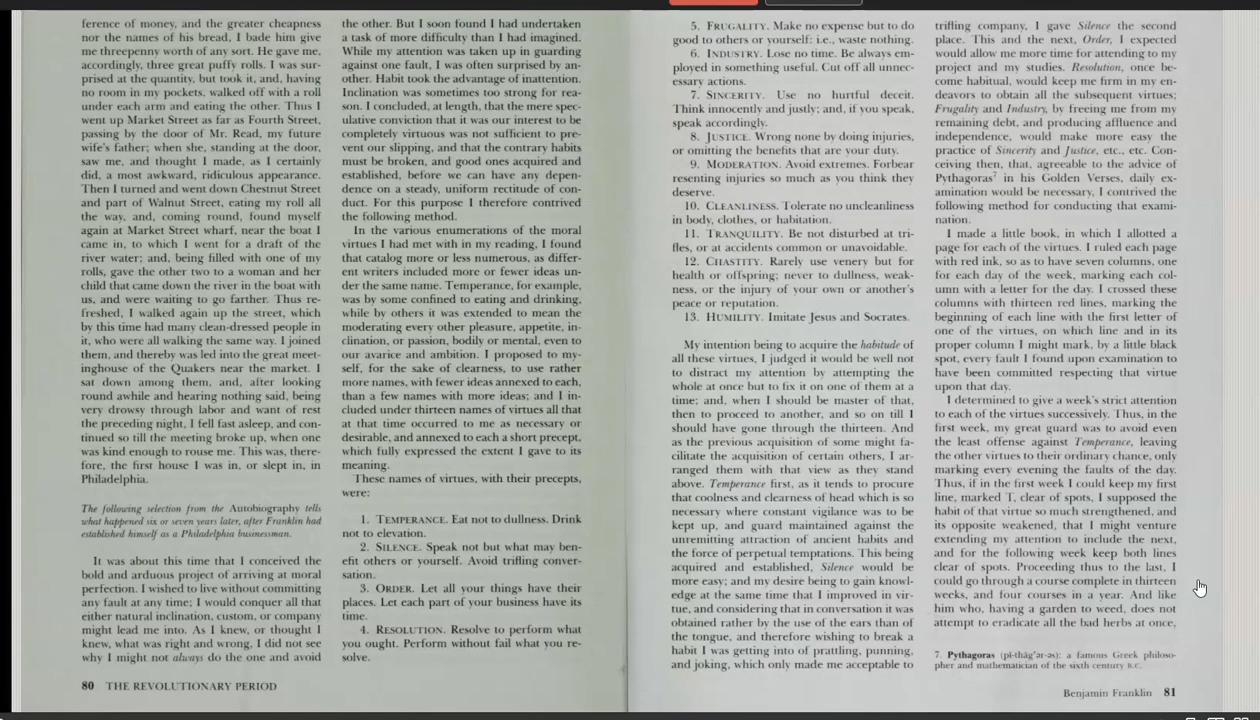 ference of money, and the greater cheapness
nor the names of his bread, I bade him give
me threepenny worth of any sort. He gave me,
accordingly, three great puffy rolls. I was sur-
prised at the quantity, but took it, and, having
no room in my pockets, walked off with a roll
under each arm and eating the other. Thus I
went up Market Street as far as Fourth Street,
passing by the door of Mr. Read, my future
wife's father; when she, standing at the door,
saw me, and thought I made, as I certainly
did, a most awkward, ridiculous appearance.
Then I turned and went down Chestnut Street
and part of Walnut Street, eating my roll all
the way, and, coming round, found myself
again at Market Street wharf, near the boat I
came in, to which I went for a draft of the
river water; and, being filled with one of my
rolls, gave the other two to a woman and her
child that came down the river in the boat with
us, and were waiting to go farther. Thus re-
freshed, I walked again up the street, which
by this time had many clean-dressed people in
it, who were all walking the same way. I joined
them, and thereby was led into the great meet-
inghouse of the Quakers near the market. I
sat down among them, and, after looking
round awhile and hearing nothing said, being
very drowsy through labor and want of rest
the preceding night, I fell fast asleep, and con-
tinued so till the meeting broke up, when one
was kind enough to rouse me. This was, there-
fore, the first house I was in, or slept in, in
Philadelphia.
The following selection from the Autobiography tells
what happened six or seven years later, after Franklin had
established himself as a Philadelphia businessman.
It was about this time that I conceived the
bold and arduous project of arriving at moral
perfection. I wished to live without committing
any fault at any time; I would conquer all that
either natural inclination, custom, or company
might lead me into. As I knew, or thought I
knew, what was right and wrong, I did not see
why I might not always do the one and avoid
the other. But I soon found I had undertaken
a task of more difficulty than I had imagined.
While my attention was taken up in guarding
against one fault, I was often surprised by an-
other. Habit took the advantage of inattention.
Inclination was sometimes too strong for rea-
son. I concluded, at length, that the mere spec-
ulative conviction that it was our interest to be
completely virtuous was not sufficient to pre-
vent our slipping, and that the contrary habits
must be broken, and good ones acquired and
established, before we can have any depen-
dence on a steady, uniform rectitude of con-
duct. For this purpose I therefore contrived
the following method.
In the various enumerations of the moral
virtues I had met with in my reading, I found
that catalog more or less numerous, as differ-
ent writers included more or fewer ideas un-
der the same name. Temperance, for example,
was by some confined to eating and drinking,
while by others it was extended to mean the
moderating every other pleasure, appetite, in-
clination, or passion, bodily or mental, even to
our avarice and ambition. I proposed to my-
self, for the sake of clearness, to use rather
more names, with fewer ideas annexed to each,
than a few names with more ideas; and I in-
cluded under thirteen names of virtues all that
at that time occurred to me as necessary or
desirable, and annexed to each a short precept,
which fully expressed the extent I gave to its
meaning.
These names of virtues, with their precepts,
were:
1. TEMPERANCE. Eat not to dullness. Drink
not to elevation.
2. SILENCE. Speak not but what may ben-
efit others or yourself. Avoid trifling conver-
sation.
3. ORDER. Let all your things have their
places. Let each part of your business have its
time.
4. RESOLUTION. Resolve to perform what
you ought. Perform without fail what you re-
solve.
80 THE REVOLUTIONARY PERIOD
5. FRUGALITY. Make no expense but to do
good to others or yourself: i.e., waste nothing.
6. INDUSTRY. Lose no time. Be always em-
ployed in something useful. Cut off all unnec-
essary actions.
7. SINCERITY. Use no hurtful deceit.
Think innocently and justly; and, if you speak,
speak accordingly.
8. JUSTICE. Wrong none by doing injuries,
or omitting the benefits that are your duty.
9. MODERATION. Avoid extremes. Forbear
resenting injuries so much as you think they
deserve.
10. CLEANLINESS. Tolerate no uncleanliness
in body, clothes, or habitation.
11. TRANQUILITY. Be not disturbed at tri-
fles, or at accidents common or unavoidable.
12. CHASTITY. Rarely use venery but for
health or offspring; never to dullness, weak-
ness, or the injury of your own or another's
peace or reputation.
13. HUMILITY. Imitate Jesus and Socrates.
My intention being to acquire the habitude of
all these virtues, I judged it would be well not
to distract my attention by attempting the
whole at once but to fix it on one of them at a
time; and, when I should be master of that,
then to proceed to another, and so on till I
should have gone through the thirteen. And
as the previous acquisition of some might fa-
cilitate the acquisition of certain others, I ar-
ranged them with that view as they stand
above. Temperance first, as it tends to procure
that coolness and clearness of head which is so
necessary where constant vigilance was to be
kept up, and guard maintained against the
unremitting attraction of ancient habits and
the force of perpetual temptations. This being
acquired and established, Silence would be
more easy; and my desire being to gain knowl-
edge at the same time that I improved in vir-
tue, and considering that in conversation it was
obtained rather by the use of the ears than of
the tongue, and therefore wishing to break a
habit I was getting into of prattling, punning,
and joking, which only made me acceptable to
trifling company, I gave Silence the second
place. This and the next, Order, I expected
would allow me more time for attending to my
project and my studies. Resolution, once be-
come habitual, would keep me firm in my en-
deavors to obtain all the subsequent virtues;
Frugality and Industry, by freeing me from my
remaining debt, and producing affluence and
independence, would make more easy the
practice of Sincerity and Justice, etc., etc. Con-
ceiving then, that, agreeable to the advice of
Pythagoras7 in his Golden Verses, daily ex-
amination would be necessary, I contrived the
following method for conducting that exami-
nation.
I made a little book, in which I allotted a
page for each of the virtues. I ruled each page
with red ink, so as to have seven columns, one
for each day of the week, marking each col-
umn with a letter for the day. I crossed these
columns with thirteen red lines, marking the
beginning of each line with the first letter of
one of the virtues, on which line and in its
proper column I might mark, by a little black
spot, every fault I found upon examination to
have been committed respecting that virtue
upon that day.
I determined to give a week's strict attention
to each of the virtues successively. Thus, in the
first week, my great guard was to avoid even
the least offense against Temperance, leaving
the other virtues to their ordinary chance, only
marking every evening the faults of the day.
Thus, if in the first week I could keep my first
line, marked T, clear of spots, I supposed the
habit of that virtue so much strengthened, and
its opposite weakened, that I might venture
extending my attention to include the next,
and for the following week keep both lines
clear of spots. Proceeding thus to the last, I
could go through a course complete in thirteen
weeks, and four courses in a year. And like
him who, having a garden to weed, does not
attempt to eradicate all the bad herbs at once,
7. Pythagoras (pĭ-thăg′ər-əs): a famous Greek philoso-
pher and mathematician of the sixth century B.C.
Benjamin Franklin 81